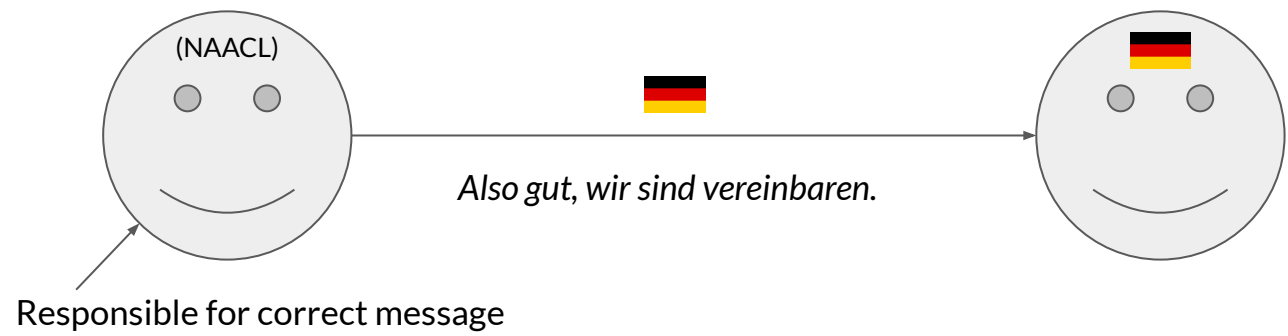 (NAACL)
Also gut, wir sind vereinbaren.
Responsible for correct message